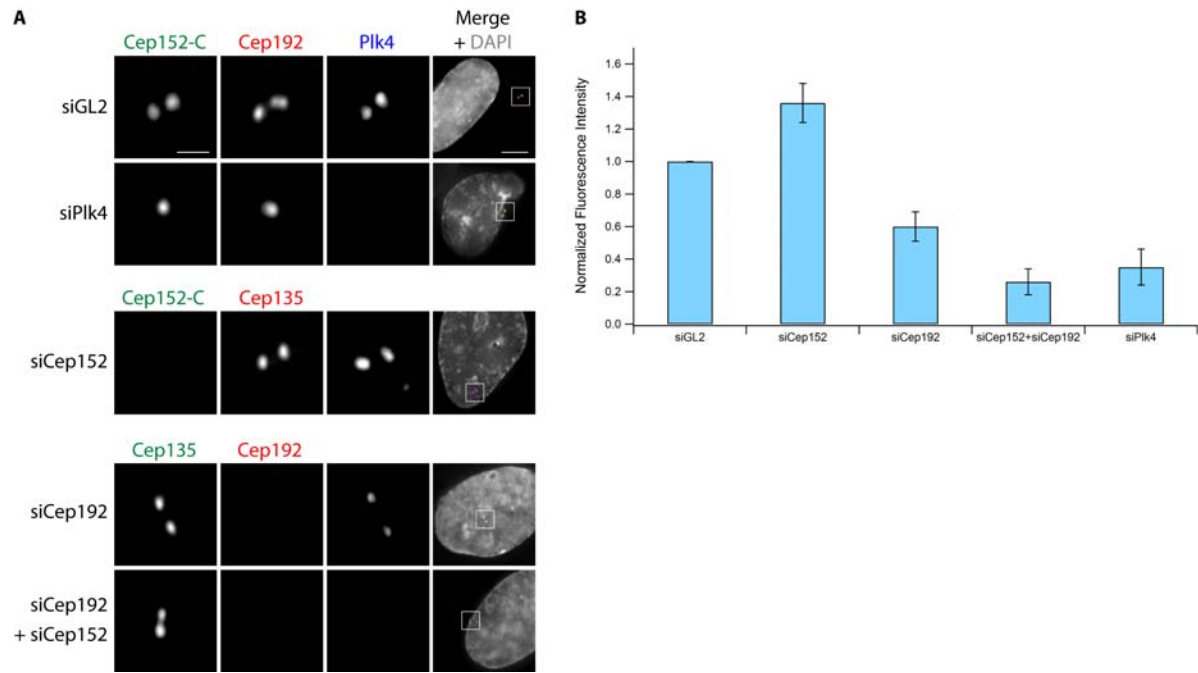 A
Cep152-C Cep192 Plk4 Merge
+ DAPI
siGL2
siPlk4
Cep152-C Cep135
siCep152
Cep135 Cep192
siCep192
siCep192
+ siCep152
B
Normalized Fluorescence Intensity
1.6
1.4
1.2
1.0
0.8
0.6
0.4
0.2
0.0
siGL2 siCep152 siCep192 siCep152+siCep192 siPlk4